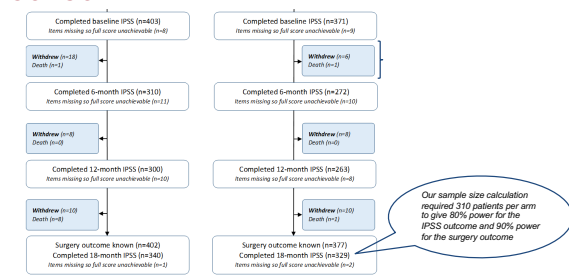 Completed baseline IPSS (n=403)
Items missing so full score unachievable (n=8)
Withdrew (n=18)
Death (n=1)
Completed 6-month IPSS (n=310)
Items missing so full score unachievable (n=11)
Withdrew (n=8)
Death (n=0)
Completed 12-month IPSS (n=300)
Items missing so full score unachievable (n=10)
Withdrew (n=10)
Death (n=8)
Surgery outcome known (n=402)
Completed 18-month IPSS (n=340)
Items missing so full score unachievable (n=1)
Completed baseline IPSS (n=371)
Items missing so full score unachievable (n=9)
Withdrew (n=6)
Death (n=1)
Completed 6-month IPSS (n=272)
Items missing so full score unachievable (n=10)
Withdrew (n=8)
Death (n=0)
Completed 12-month IPSS (n=263)
Items missing so full score unachievable (n=8)
Withdrew (n=10)
Death (n=1)
Surgery outcome known (n=377)
Completed 18-month IPSS (n=329)
Items missing so full score unachievable (n=2)
Our sample size calculation
required 310 patients per arm
to give 80% power for the
IPSS outcome and 90% power
for the surgery outcome